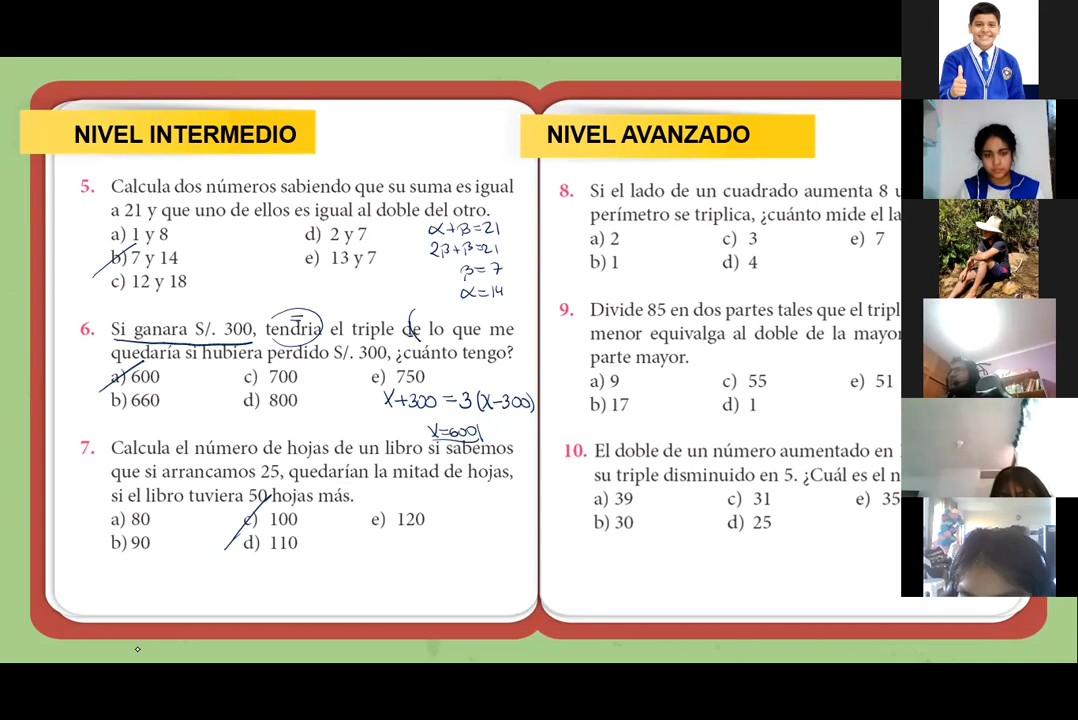 NIVEL INTERMEDIO
5. Calcula dos números sabiendo que su suma es igual
a 21 y que uno de ellos es igual al doble del otro.
a) 1 y 8 d) 2 y 7
b) 7 y 14 e) 13 y 7
c) 12 y 18
α+β=21
2β+β=21
β=7
α=14
6. Si ganara S/. 300, tendría el triple de lo que me
quedaría si hubiera perdido S/. 300, ¿cuánto tengo?
a) 600 c) 700 e) 750
b) 660 d) 800
x+300=3(x-300)
x=600
7. Calcula el número de hojas de un libro si sabemos
que si arrancamos 25, quedarían la mitad de hojas,
si el libro tuviera 50 hojas más.
a) 80 c) 100 e) 120
b) 90 d) 110
NIVEL AVANZADO
8. Si el lado de un cuadrado aumenta 8 u
perímetro se triplica, ¿cuánto mide el la
a) 2 c) 3 e) 7
b) 1 d) 4
9. Divide 85 en dos partes tales que el tripl
menor equivalga al doble de la mayor
parte mayor.
a) 9 c) 55 e) 51
b) 17 d) 1
10. El doble de un número aumentado en
su triple disminuido en 5. ¿Cuál es el n
a) 39 c) 31 e) 35
b) 30 d) 25